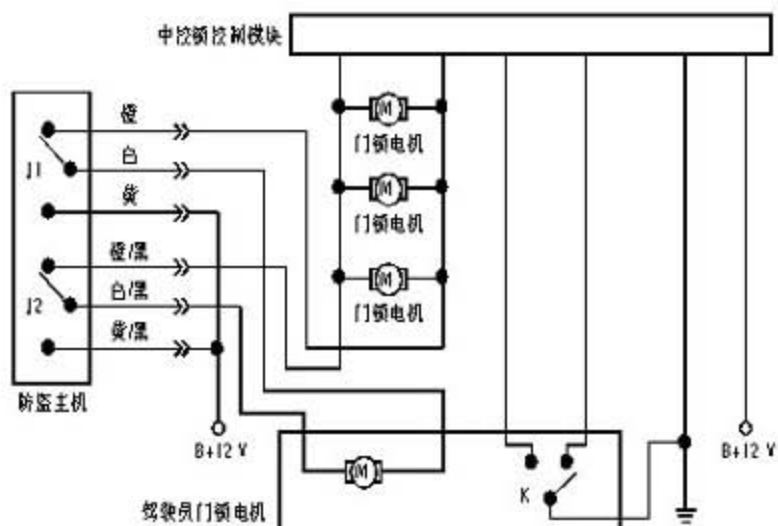 中控锁控制模块
橙
白
黄
橙/黑
白/黑
黄/黑
J1
J2
M
门锁电机
M
门锁电机
M
门锁电机
防盗主机
B+12 V
B+12 V
M
K
驾驶员门锁电机